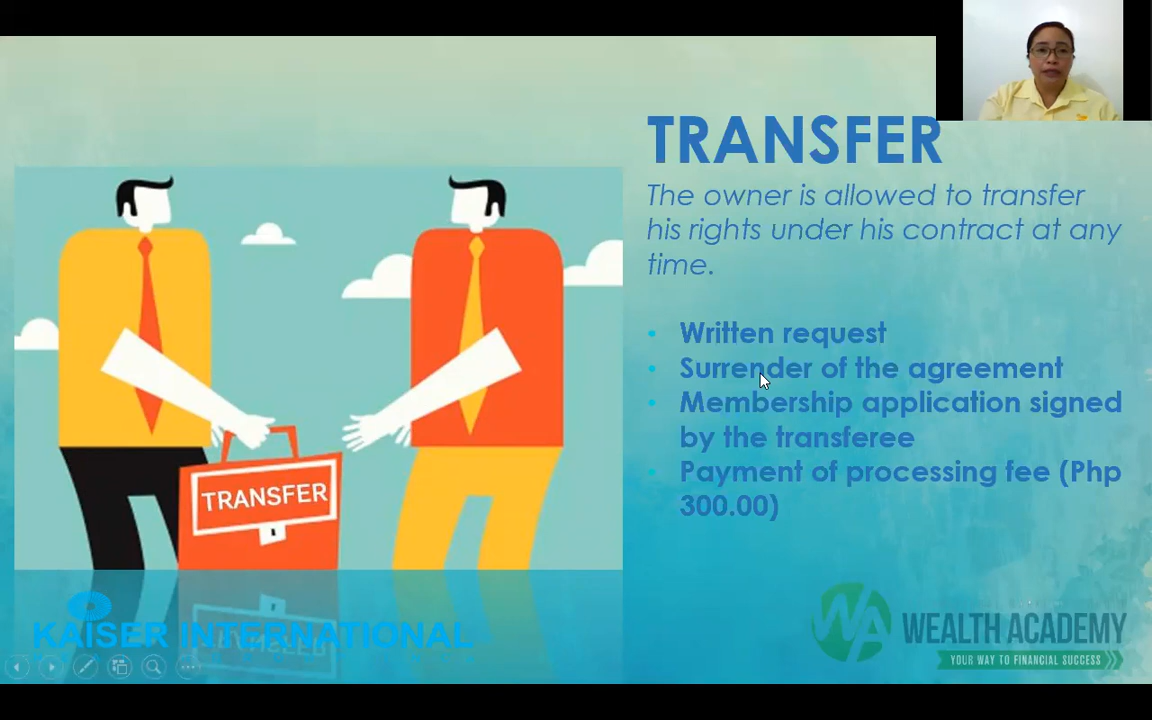 TRANSFER
The owner is allowed to transfer
his rights under his contract at any
time.
Written request
Surrender of the agreement
Membership application signed
by the transferee
Payment of processing fee (Php
300.00)
TRANSFER
KAISER INTERNATIONAL
WA
WEALTH ACADEMY
YOUR WAY TO FINANCIAL SUCCESS